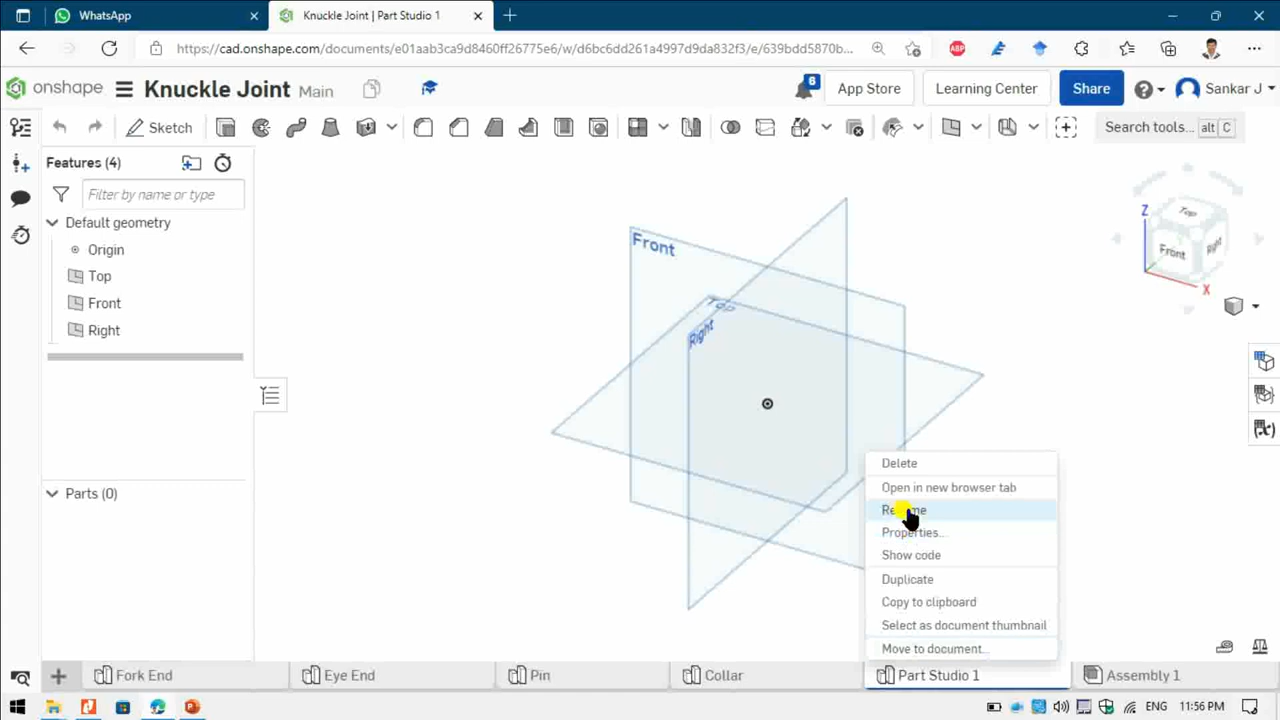 WhatsApp
Knuckle Joint | Part Studio 1
https://cad.onshape.com/documents/e01aab3ca9d8460ff26775e6/w/d6bc6dd261a4997d9da832f3/e/639bdd5870b...
ABP
onshape
Knuckle Joint Main
6
App Store
Learning Center
Share
Sankar J
Sketch
Search tools... alt C
Features (4)
Filter by name or type
Default geometry
Origin
Top
Front
Right
Parts (0)
Front
Top
Right
Z
Top
Front
Right
X
Delete
Open in new browser tab
Rename
Properties...
Show code
Duplicate
Copy to clipboard
Select as document thumbnail
Move to document...
Fork End
Eye End
Pin
Collar
Part Studio 1
Assembly 1
ENG
11:56 PM